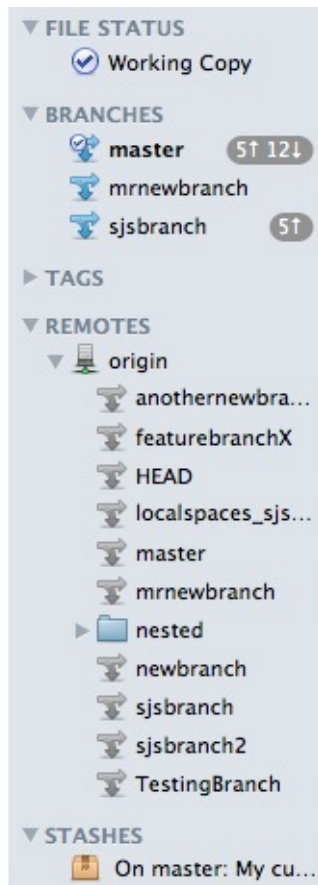 FILE STATUS
Working Copy
BRANCHES
master 5↑ 12↓
mrnewbranch
sjsbranch 5↑
TAGS
REMOTES
origin
anothernewbra...
featurebranchX
HEAD
localspaces_sjs...
master
mrnewbranch
nested
newbranch
sjsbranch
sjsbranch2
TestingBranch
STASHES
On master: My cu...